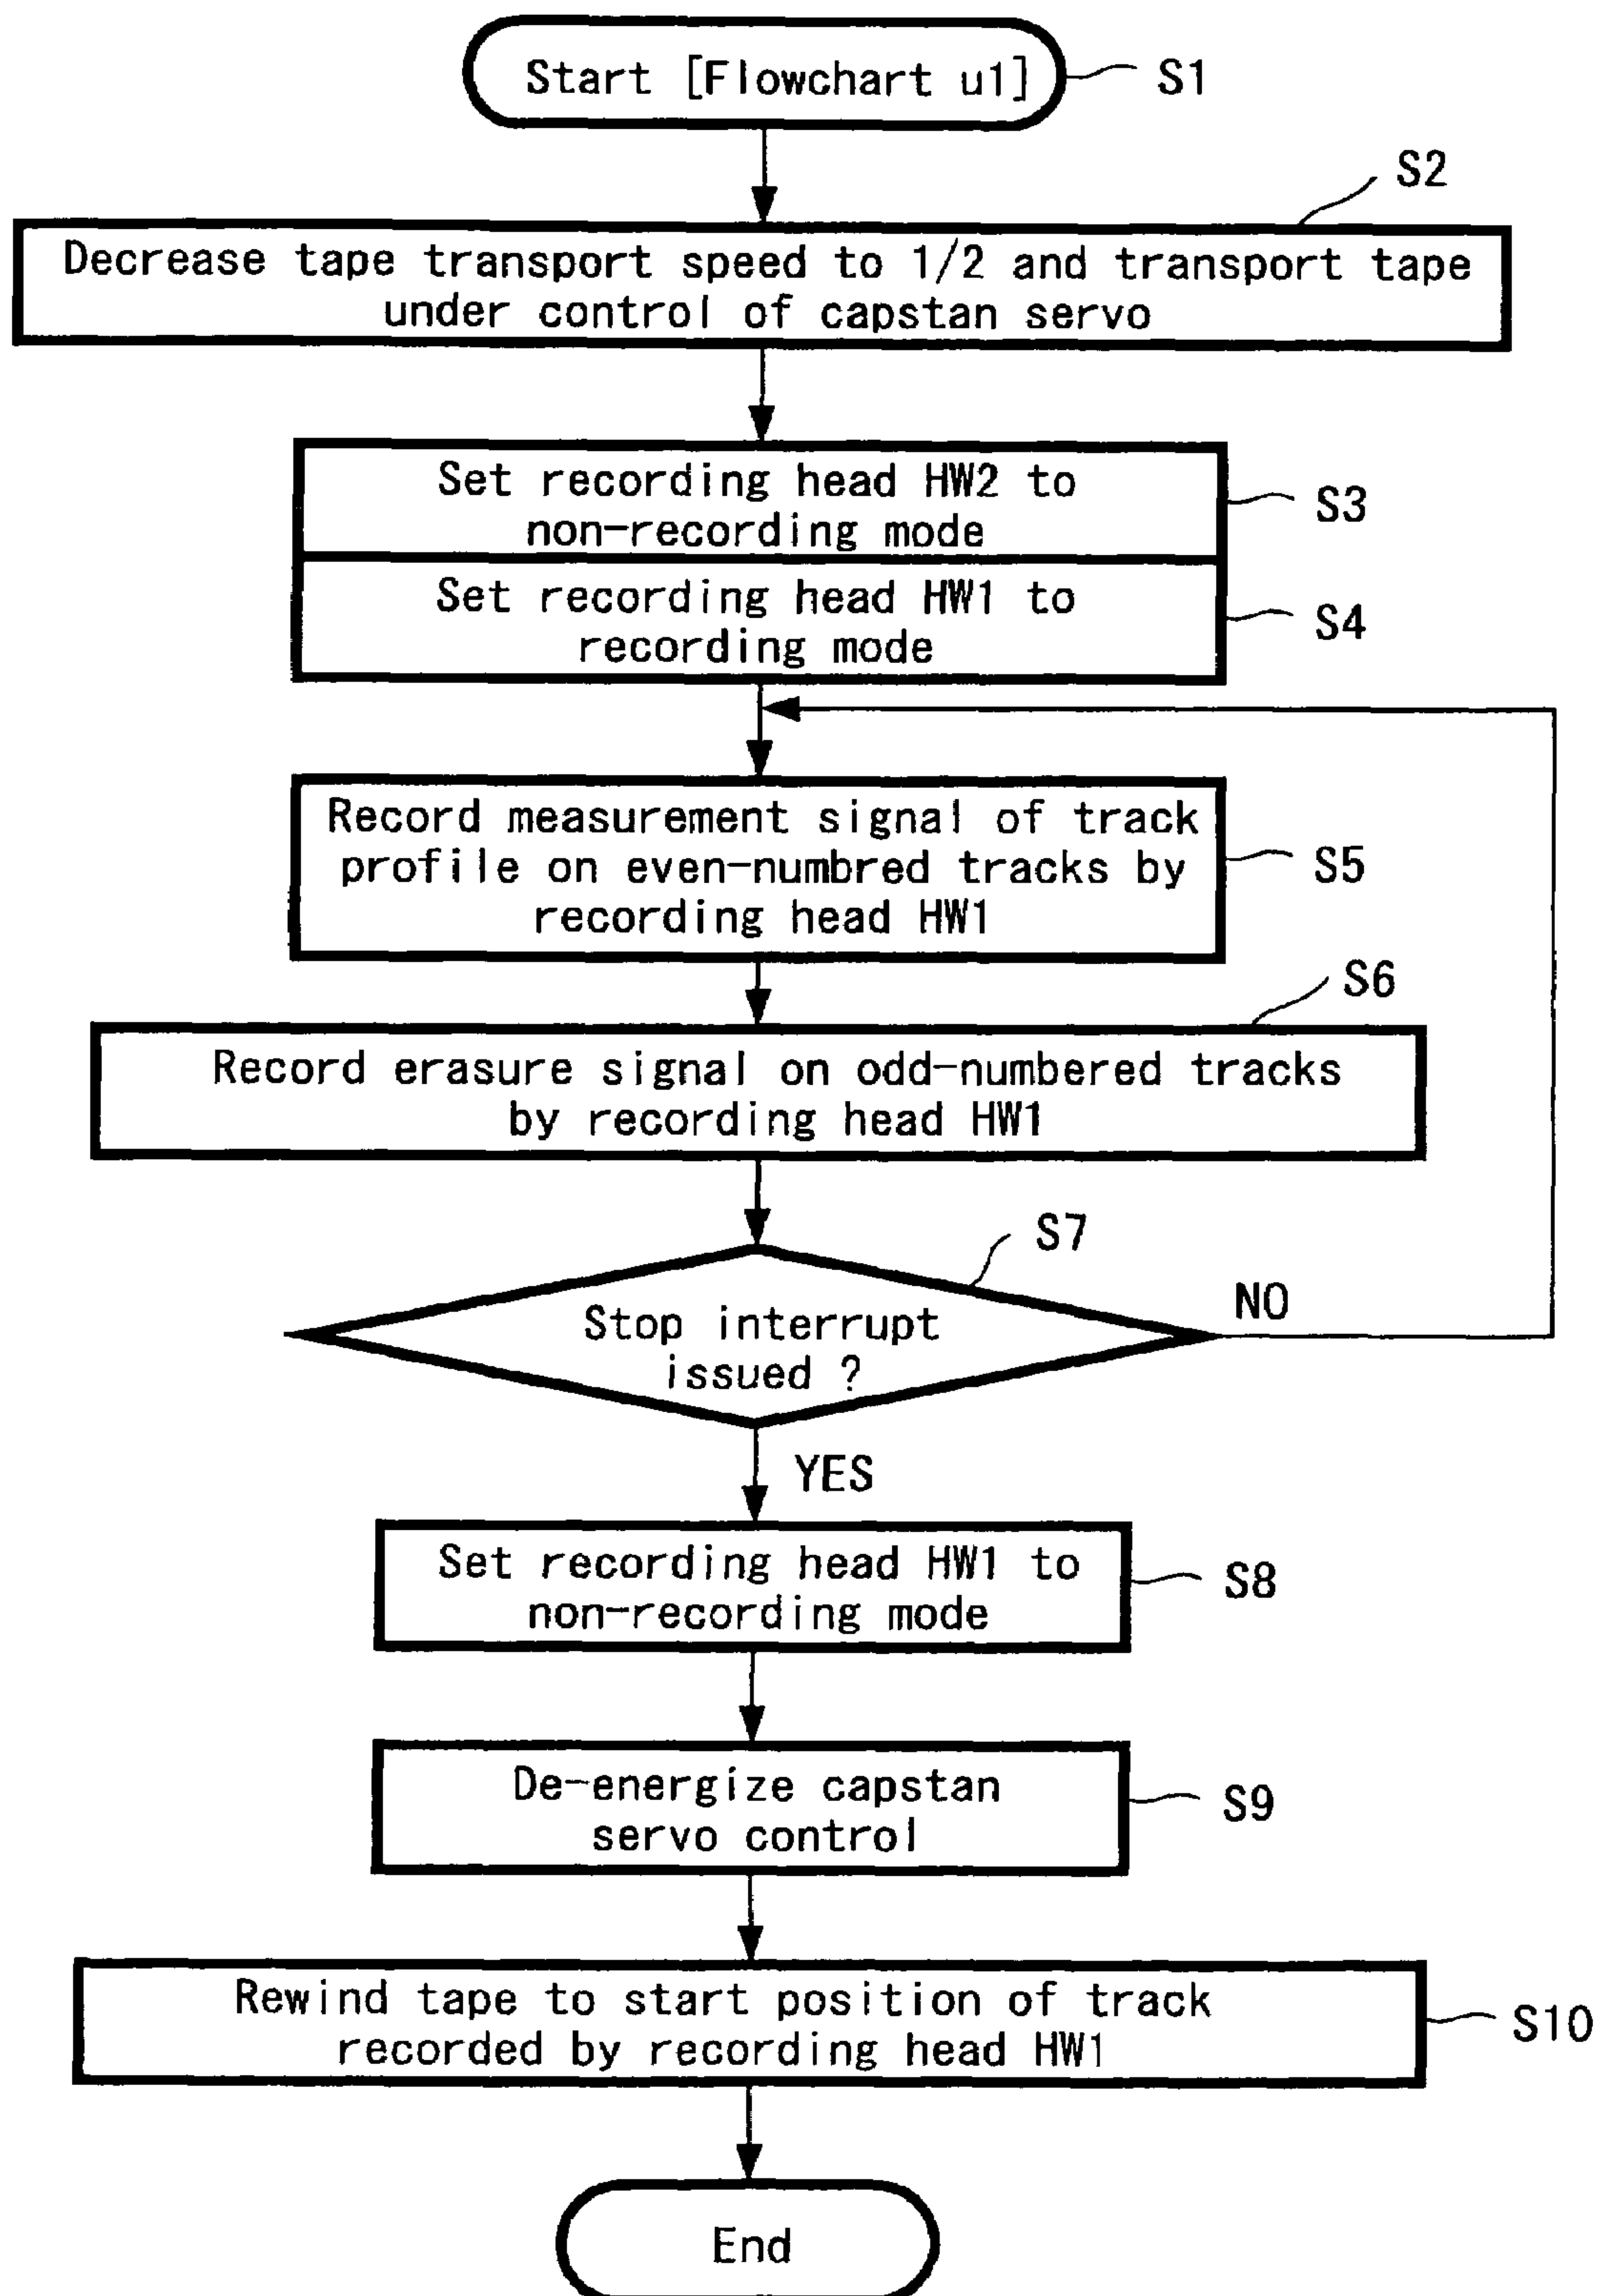 Start [Flowchart u1]
S1
S2
Decrease tape transport speed to 1/2 and transport tape
under control of capstan servo
Set recording head HW2 to
non-recording mode
S3
Set recording head HW1 to
recording mode
S4
Record measurement signal of track
profile on even-numbred tracks by
recording head HW1
S5
S6
Record erasure signal on odd-numbered tracks
by recording head HW1
S7
Stop interrupt
issued ?
NO
YES
Set recording head HW1 to
non-recording mode
S8
De-energize capstan
servo control
S9
Rewind tape to start position of track
recorded by recording head HW1
S10
End